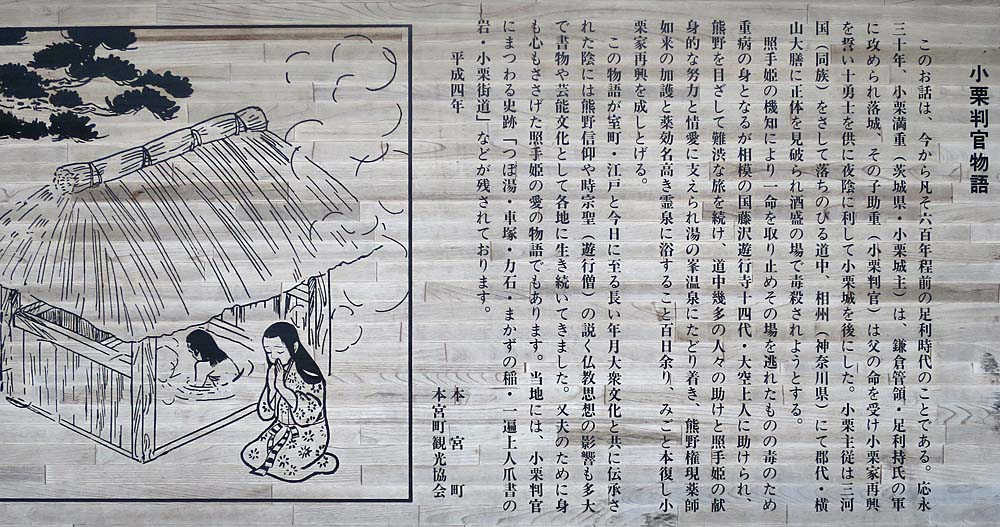 小栗判官物語
このお話は、今から凡そ六百年程前の足利時代のことである。応永
三十年、小栗満重（茨城県・小栗城主）は、鎌倉管領・足利持氏の軍
に攻められ落城、その子助重（小栗判官）は父の命を受け小栗家再興
を誓い十勇士を供に夜陰に利して小栗城を後にした。小栗主従は三河
国（同族）をさして落ちのびる道中、相州（神奈川県）にて郡代・横
山大膳に正体を見破られ酒盛の場で毒殺されようとする。
照手姫の機知により一命を取り止めその場を逃れたものの毒のため
重病の身となるが相模の国藤沢遊行寺十四代・大空上人に助けられ、
熊野を目ざして難渋な旅を続け、道中幾多の人々の助けと照手姫の献
身的な努力と情愛に支えられ湯の峯温泉にたどり着き、熊野権現薬師
如来の加護と薬効名高き霊泉に浴すること百日余り、みごと本復し小
栗家再興を成しとげる。
この物語が室町・江戸と今日に至る長い年月大衆文化と共に伝承さ
れた陰には熊野信仰や時宗聖（遊行僧）の説く仏教思想の影響も多大
で書物や芸能文化として各地に生き続いてきました。又夫のために身
も心もささげた照手姫の愛の物語でもあります。当地には、小栗判官
にまつわる史跡「つぼ湯・車塚・力石・まかずの稲・一遍上人爪書の
岩・小栗街道」などが残されております。
平成四年
本宮町
本宮町観光協会